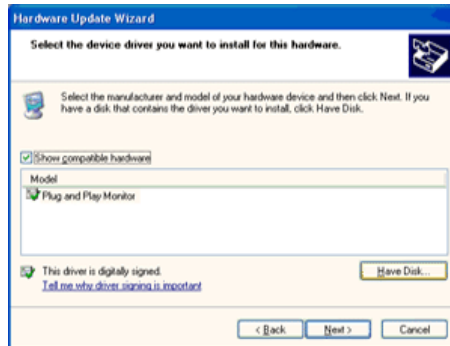 Hardware Update Wizard
Select the device driver you want to install for this hardware.
Select the manufacturer and model of your hardware device and then click Next. If you
have a disk that contains the driver you want to install, click Have Disk.
Show compatible hardware
Model
Plug and Play Monitor
This driver is digitally signed.
Tell me why driver signing is important
Have Disk...
< Back
Next >
Cancel